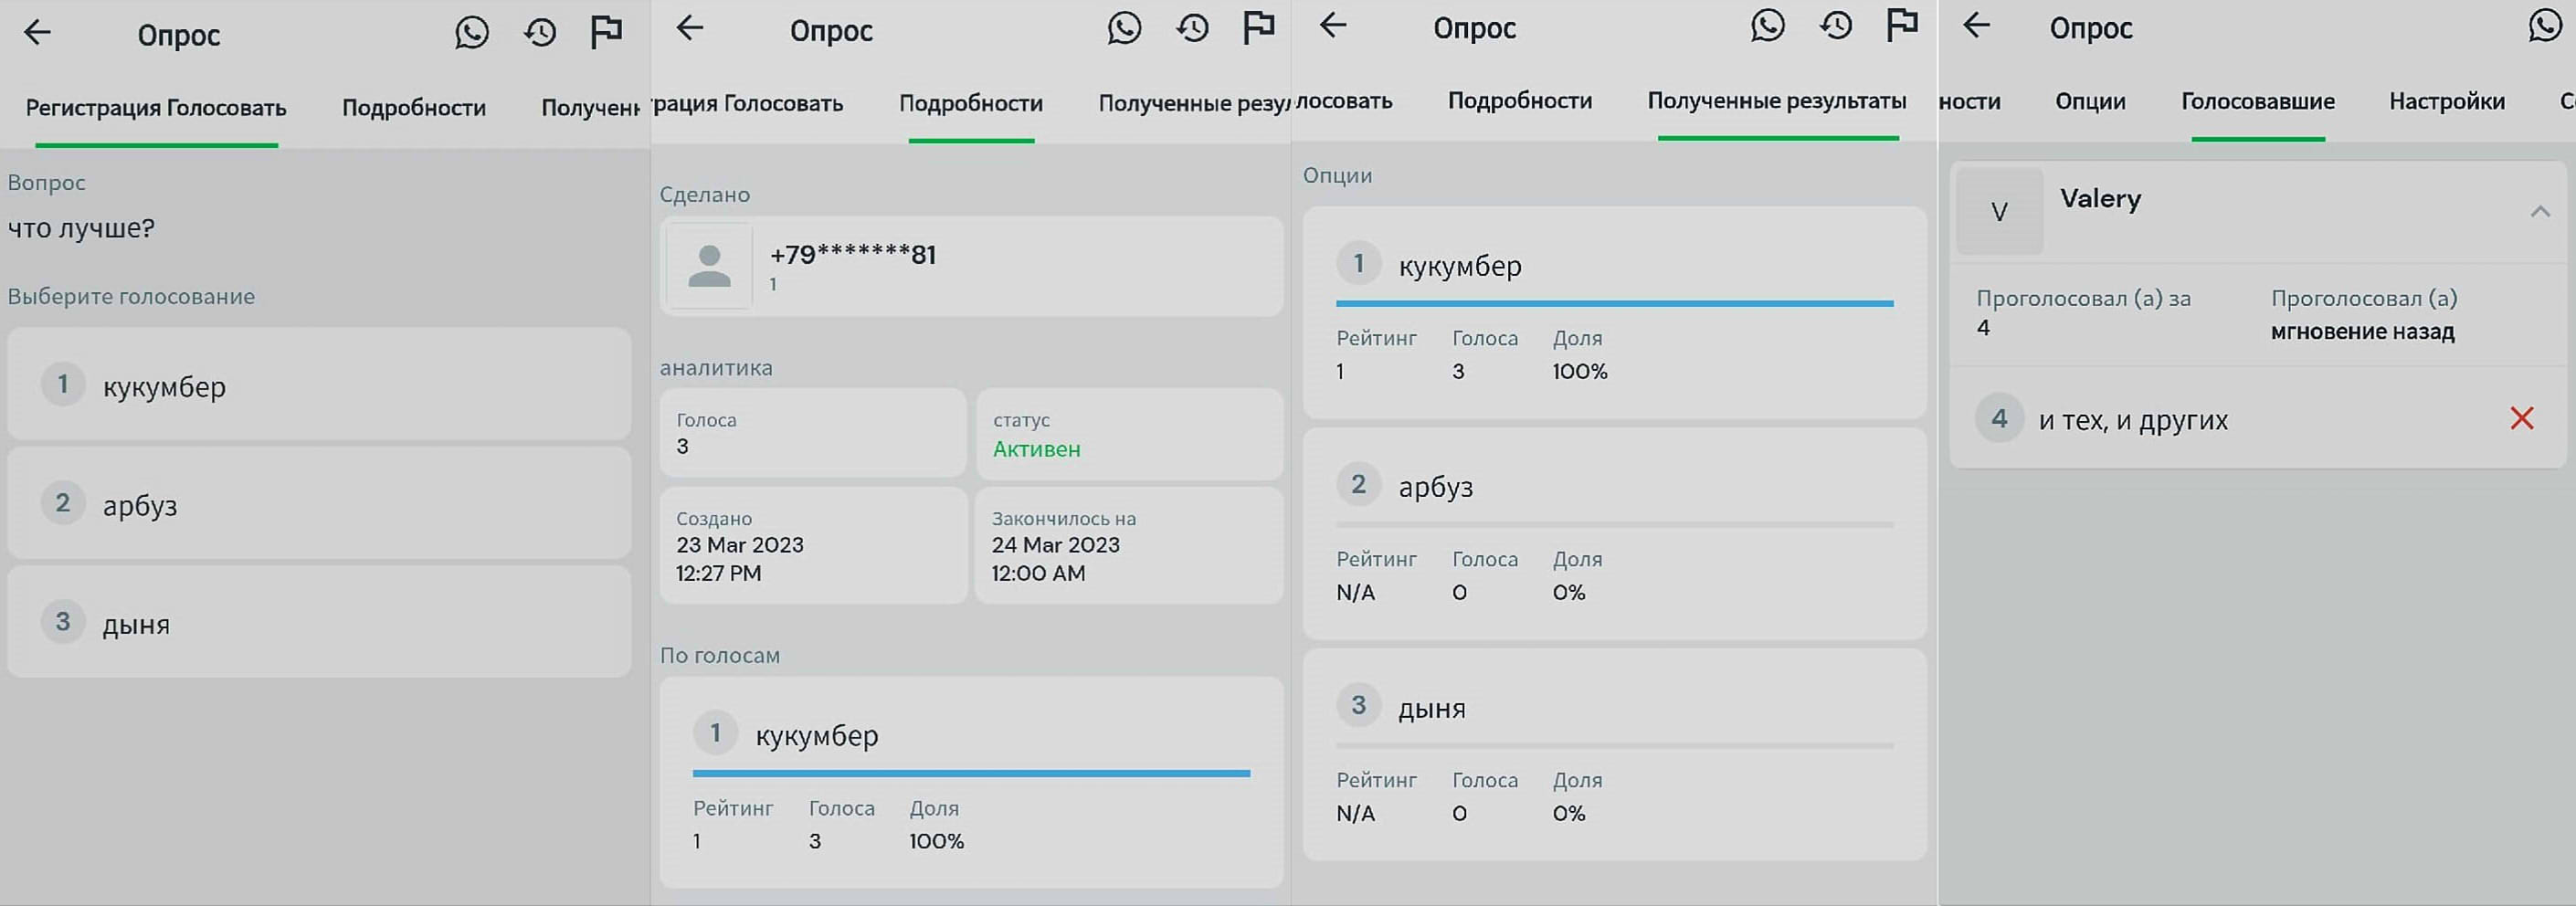 Опрос
Регистрация Голосовать Подробности
Вопрос
что лучше?
Выберите голосование
1 кукумбер
2 арбуз
3 дыня
Опрос
рация Голосовать Подробности Полученные резул
Сделано
+79*******81
1
аналитика
Голоса
3
статус
Активен
Создано
23 Mar 2023
12:27 PM
Закончилось на
24 Mar 2023
12:00 AM
По голосам
1 кукумбер
Рейтинг Голоса Доля
1 3 100%
Опрос
лосовать Подробности Полученные результаты
Опции
1 кукумбер
Рейтинг Голоса Доля
1 3 100%
2 арбуз
Рейтинг Голоса Доля
N/A 0 0%
3 дыня
Рейтинг Голоса Доля
N/A 0 0%
Опрос
ности Опции Голосовавшие Настройки
V Valery
Проголосовал (а) за
4
Проголосовал (а)
мгновение назад
4 и тех, и других